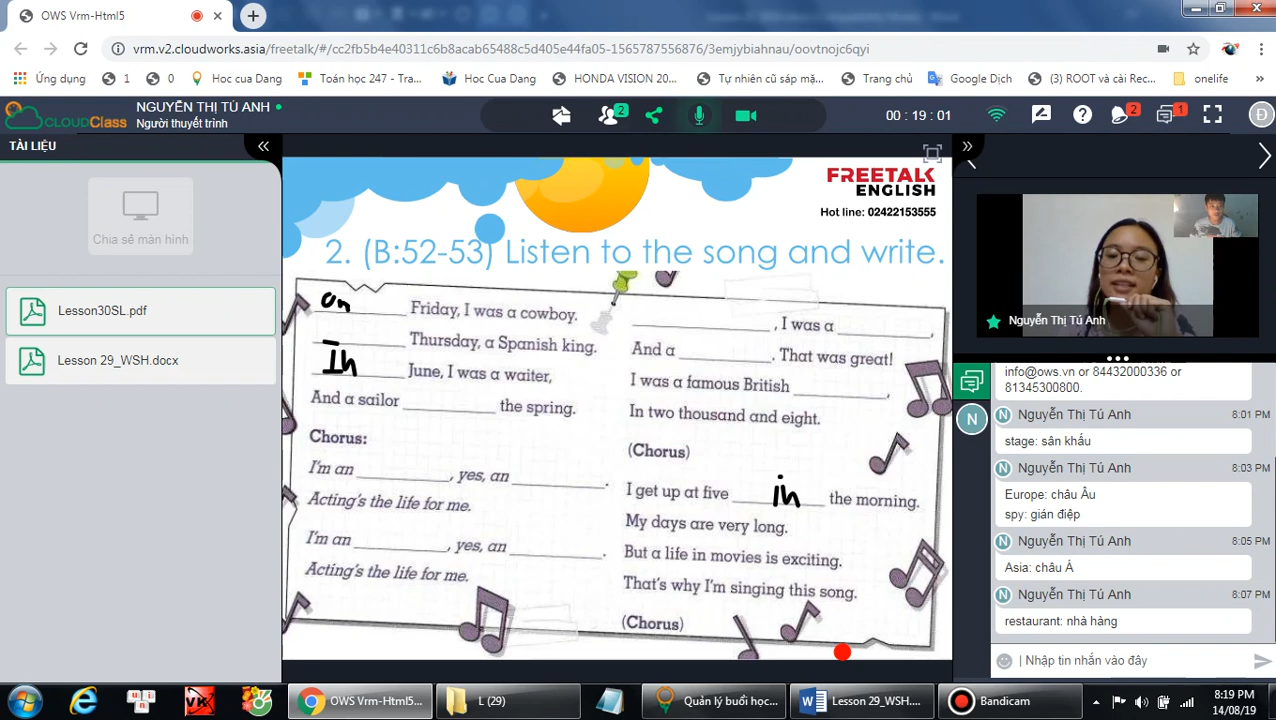 OWS Vrm-Html5
vrm.v2.cloudworks.asia/freetalk/#/cc2fb5b4e40311c6b8acab65488c5d405e44fa05-1565787556876/3emjybiahnau/oovtnojc6qyi
Ứng dụng 1 0 Hoc cua Dang Toán học 247 - Tra... Hoc Cua Dang HONDA VISION 20... Tự nhiên cũ sáp mặ... Trang chủ Google Dịch (3) ROOT và cài Rec... onelife »
CLOUDClass
NGUYỄN THỊ TÚ ANH
Người thuyết trình
2
00 : 19 : 01
2
1
Đ
TÀI LIỆU
Chia sẻ màn hình
Lesson30SL.pdf
Lesson 29_WSH.docx
FREETALK
ENGLISH
Hot line: 02422153555
2. (B:52-53) Listen to the song and write.
On Friday, I was a cowboy.
Thursday, a Spanish king.
In June, I was a waiter,
And a sailor the spring.
Chorus:
I'm an , yes, an .
Acting's the life for me.
I'm an , yes, an .
Acting's the life for me.
, I was a ,
And a . That was great!
I was a famous British ,
In two thousand and eight.
(Chorus)
I get up at five in the morning.
My days are very long.
But a life in movies is exciting.
That's why I'm singing this song.
(Chorus)
Nguyễn Thị Tú Anh
info@ows.vn or 84432000336 or
81345300800.
N
N Nguyễn Thị Tú Anh 8:01 PM
stage: sân khấu
N Nguyễn Thị Tú Anh 8:03 PM
Europe: châu Âu
spy: gián điệp
N Nguyễn Thị Tú Anh 8:05 PM
Asia: châu Á
N Nguyễn Thị Tú Anh 8:07 PM
restaurant: nhà hàng
Nhập tin nhắn vào đây
OWS Vrm-Html5...
L (29)
Quản lý buổi học...
Lesson 29_WSH....
Bandicam
8:19 PM
14/08/19